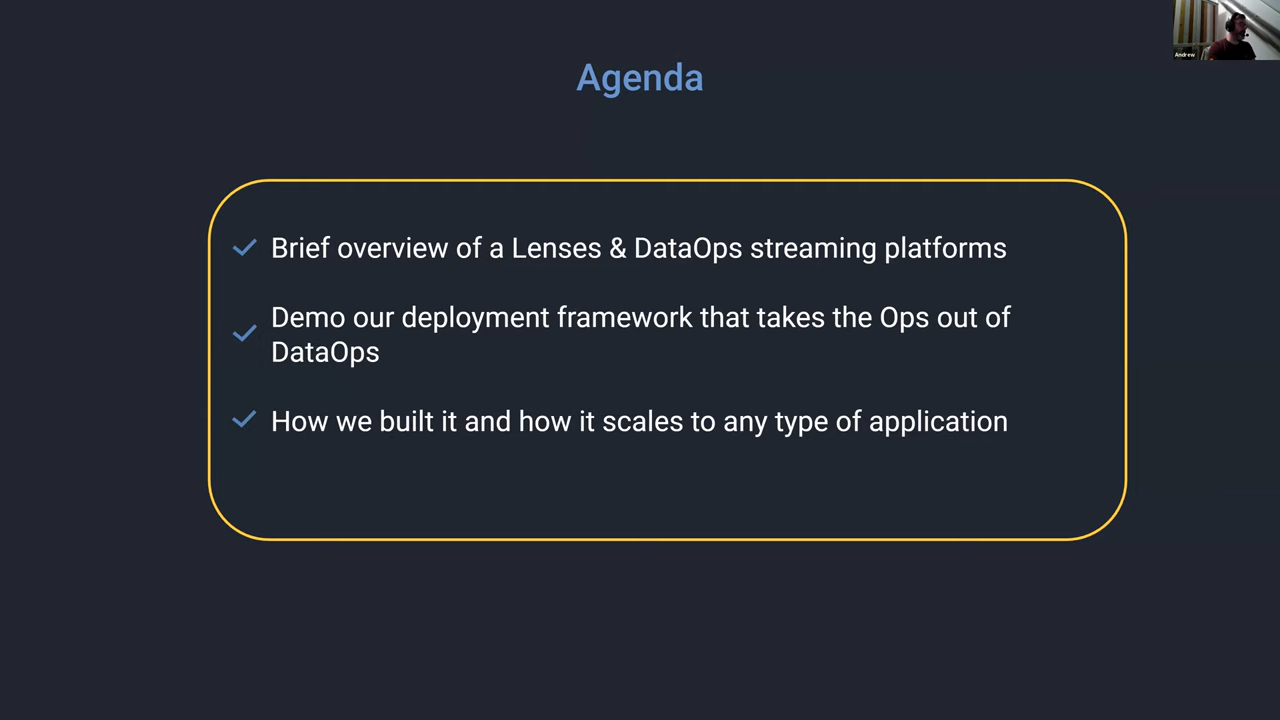 Andrew
Agenda
Brief overview of a Lenses & DataOps streaming platforms
Demo our deployment framework that takes the Ops out of
DataOps
How we built it and how it scales to any type of application